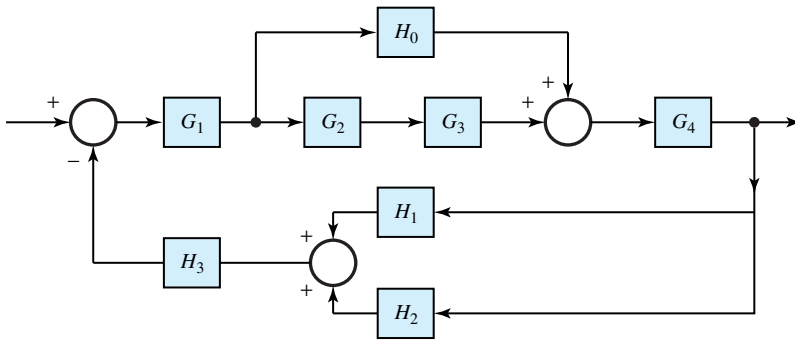 H0
+
+
G1
G2
G3
+
G4
−
H1
+
H3
+
H2